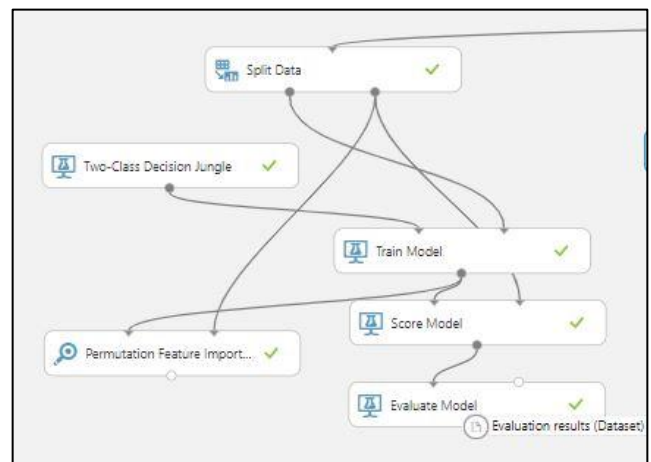 Split Data
Two-Class Decision Jungle
Train Model
Score Model
Permutation Feature Import...
Evaluate Model
Evaluation results (Dataset)